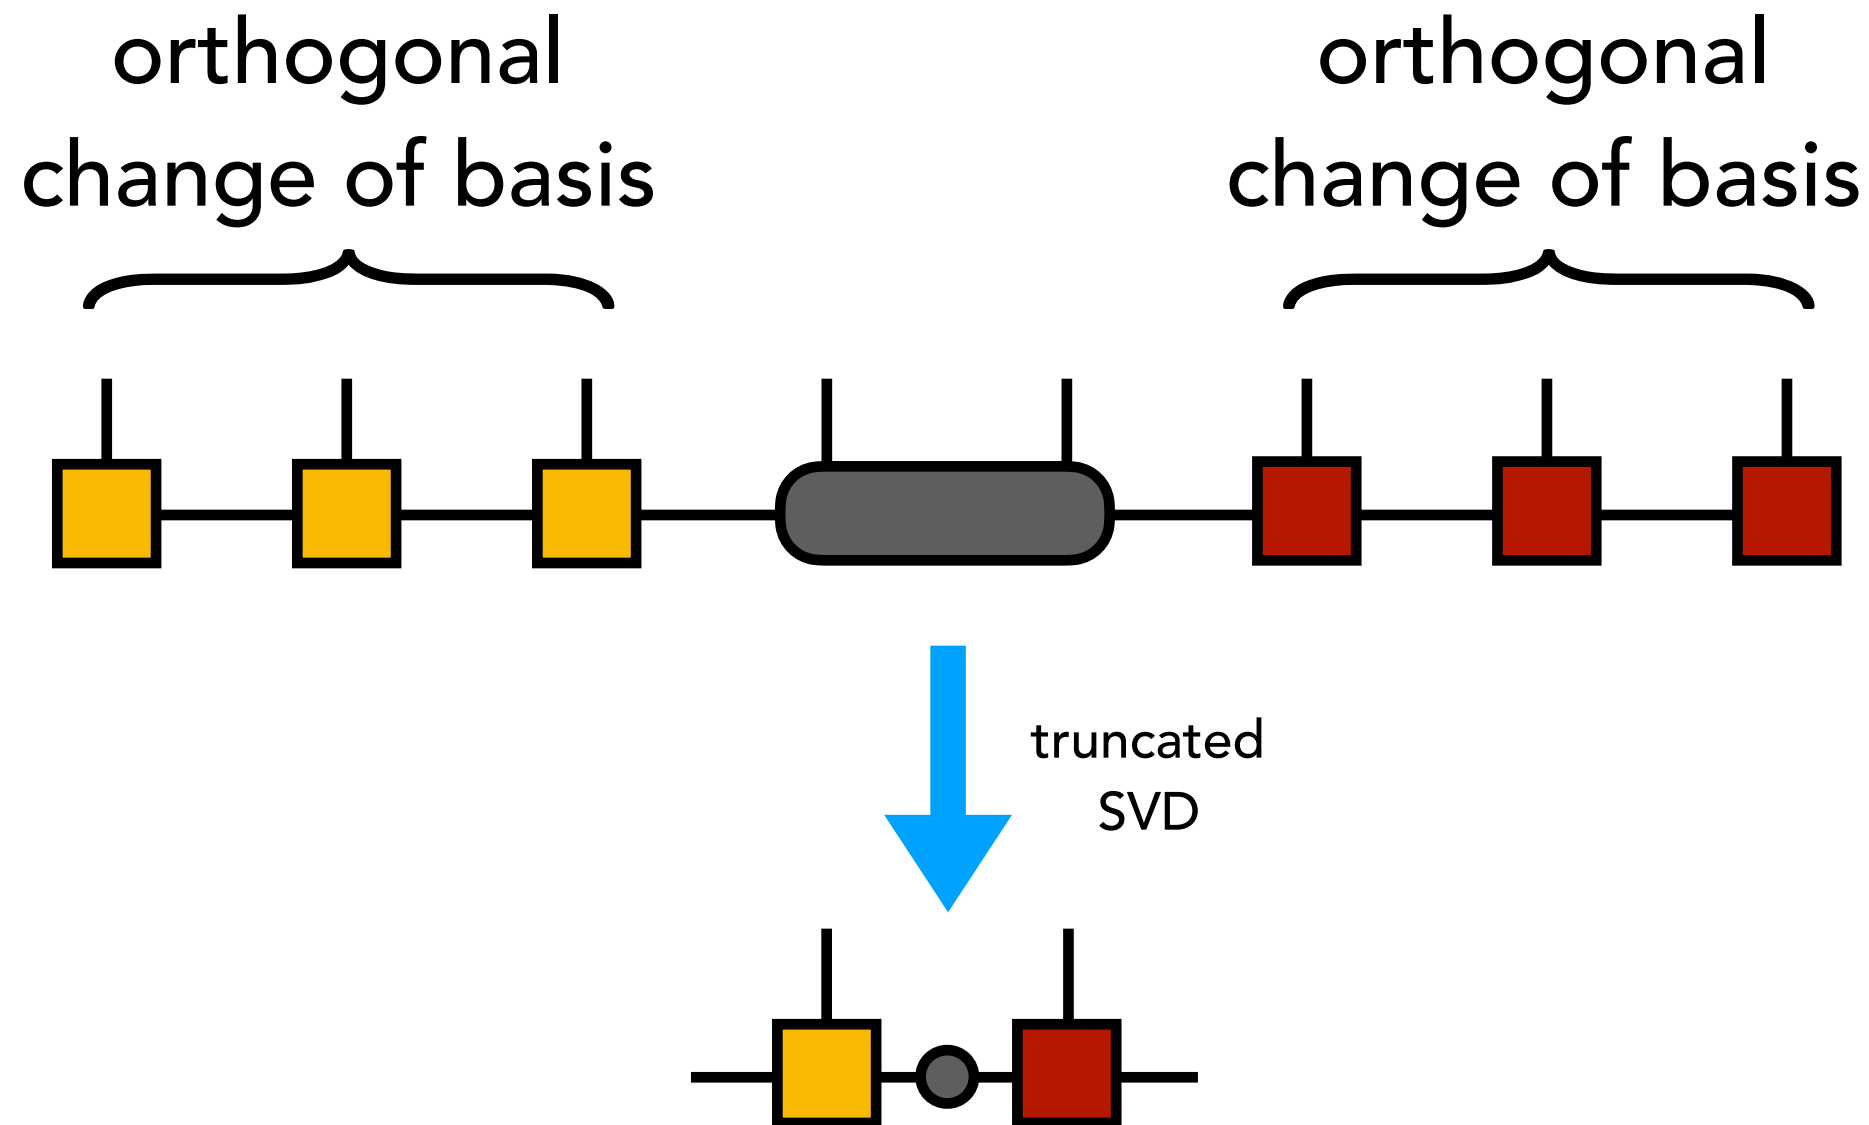 orthogonal
change of basis
orthogonal
change of basis
truncated
SVD